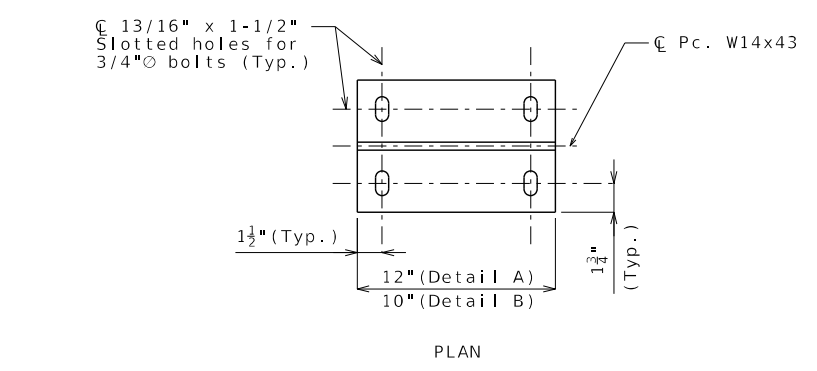 ℄ 13/16" x 1-1/2"
Slotted holes for
3/4"∅ bolts (Typ.)
℄ Pc. W14x43
1½"(Typ.)
12"(Detail A)
10"(Detail B)
1¾"
(Typ.)
PLAN